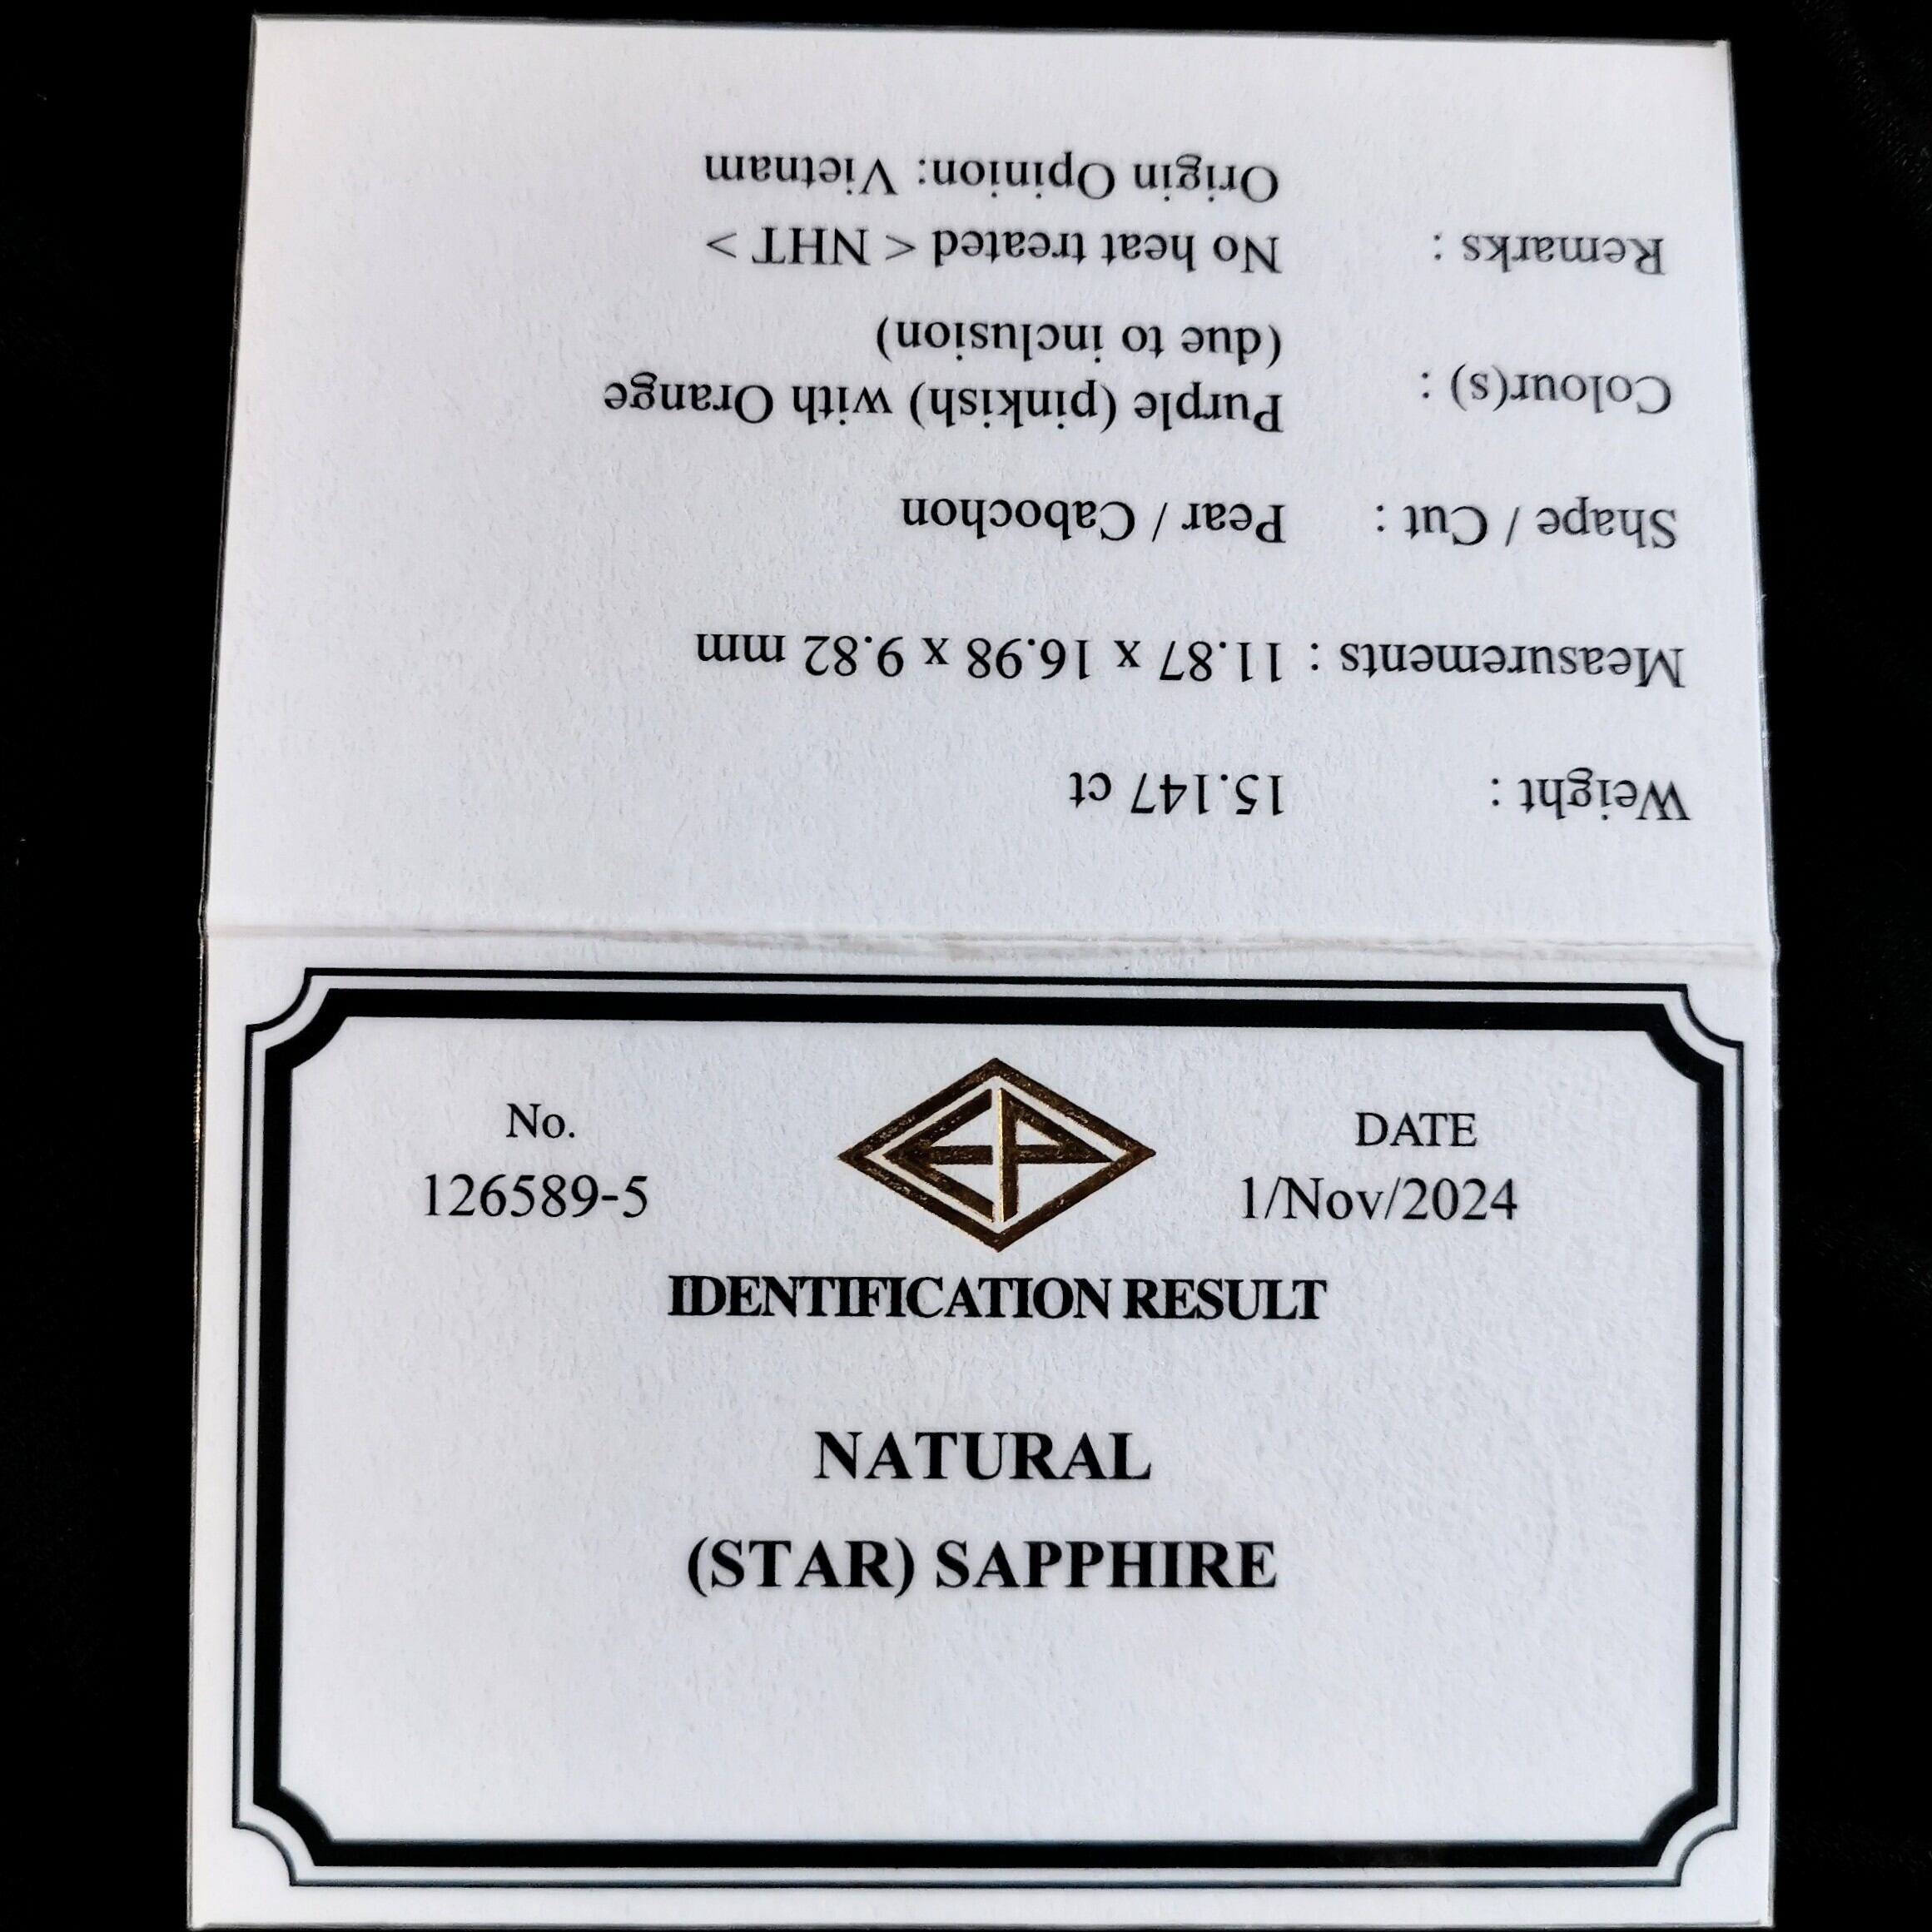 Weight : 15.147 ct
Measurements : 11.87 x 16.98 x 9.82 mm
Shape / Cut : Pear / Cabochon
Colour(s) : Purple (pinkish) with Orange
(due to inclusion)
Remarks : No heat treated < NHT >
Origin Opinion: Vietnam
No.
126589-5
EP
DATE
1/Nov/2024
IDENTIFICATION RESULT
NATURAL
(STAR) SAPPHIRE